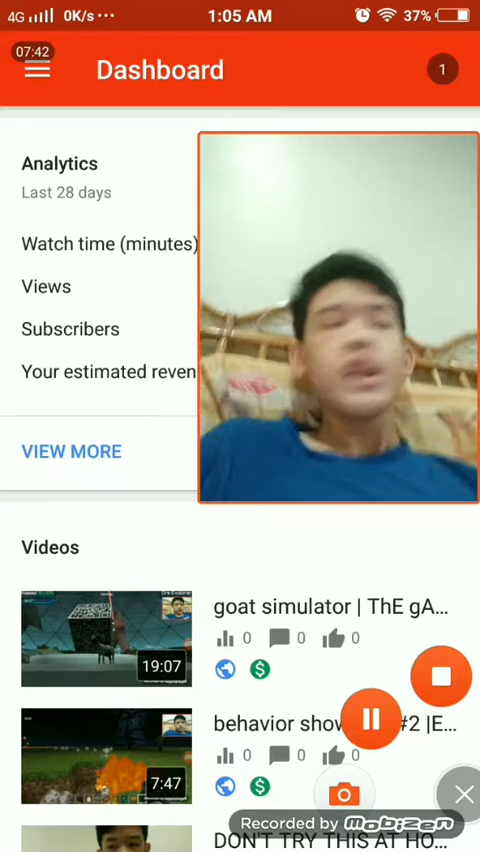 4G 0K/s ••• 1:05 AM 37%
07:42
Dashboard 1
Analytics
Last 28 days
Watch time (minutes)
Views
Subscribers
Your estimated reven
VIEW MORE
Videos
goat simulator | ThE gA...
19:07
0 0 0
$
behavior sho #2 |E...
7:47
0 0 0
$
Recorded by mobizen
DON'T TRY THIS AT HO...